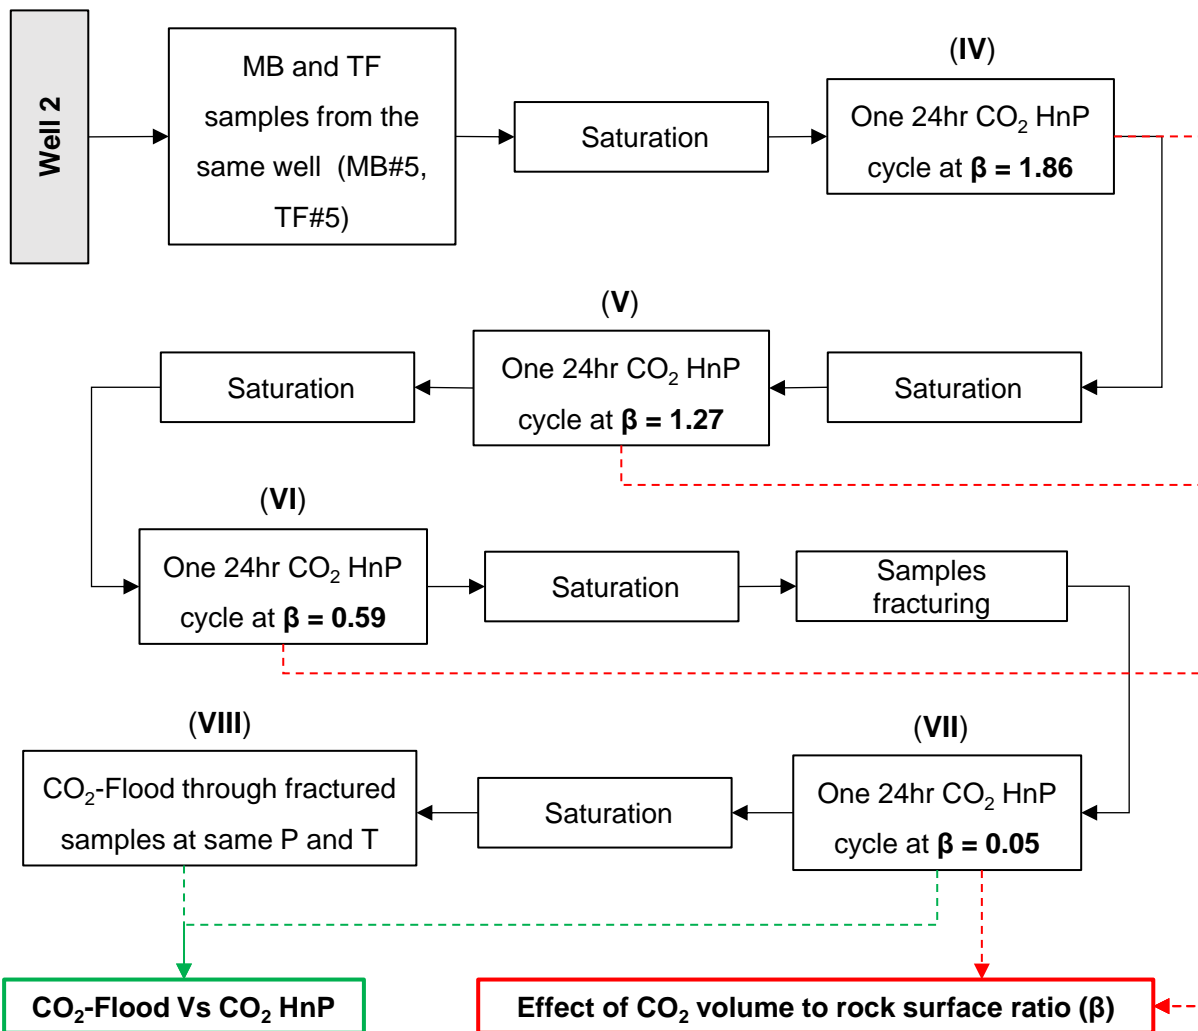 Well 2
MB and TF
samples from the
same well (MB#5,
TF#5)
Saturation
(IV)
One 24hr CO₂ HnP
cycle at β = 1.86
Saturation
(V)
One 24hr CO₂ HnP
cycle at β = 1.27
Saturation
(VI)
One 24hr CO₂ HnP
cycle at β = 0.59
Saturation
Samples
fracturing
(VII)
One 24hr CO₂ HnP
cycle at β = 0.05
Saturation
(VIII)
CO₂-Flood through fractured
samples at same P and T
CO₂-Flood Vs CO₂ HnP
Effect of CO₂ volume to rock surface ratio (β)